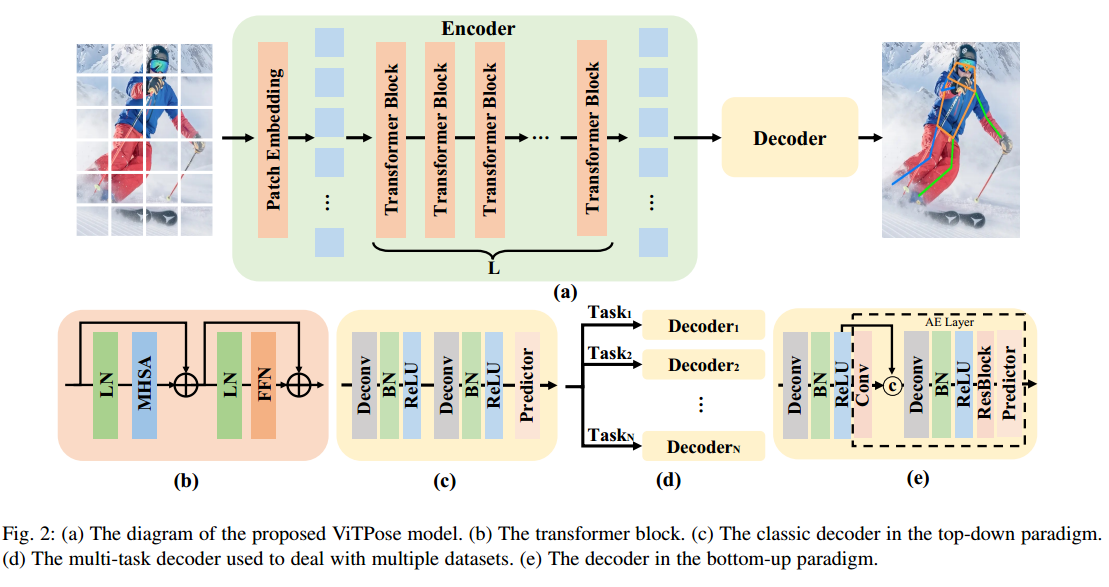 Encoder
Patch Embedding
...
Transformer Block
Transformer Block
Transformer Block
...
Transformer Block
...
L
Decoder
(a)
LN
MHSA
LN
FFN
(b)
Deconv
BN
ReLU
Deconv
BN
ReLU
Predictor
(c)
Task1
Decoder1
Task2
Decoder2
...
TaskN
DecoderN
(d)
AE Layer
Deconv
BN
ReLU
Conv
c
Deconv
BN
ReLU
ResBlock
Predictor
(e)
Fig. 2: (a) The diagram of the proposed ViTPose model. (b) The transformer block. (c) The classic decoder in the top-down paradigm.
(d) The multi-task decoder used to deal with multiple datasets. (e) The decoder in the bottom-up paradigm.